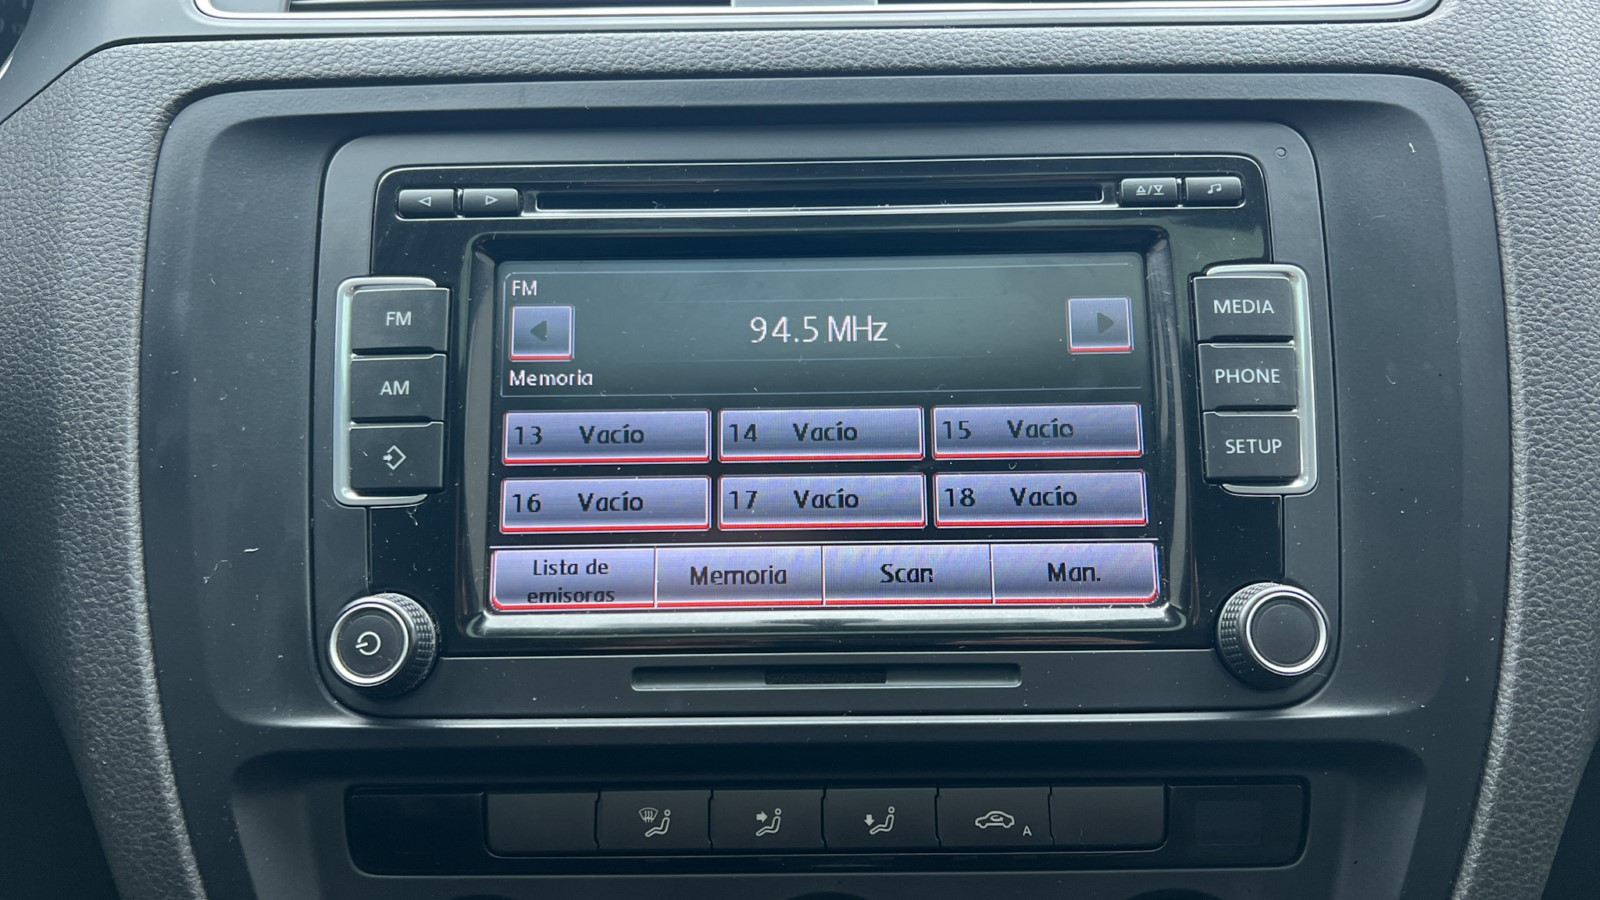 FM
94.5 MHz
Memoria
13 Vacío
14 Vacío
15 Vacío
16 Vacío
17 Vacío
18 Vacío
Lista de
emisoras
Memoria
Scan
Man.
FM
AM
MEDIA
PHONE
SETUP
A